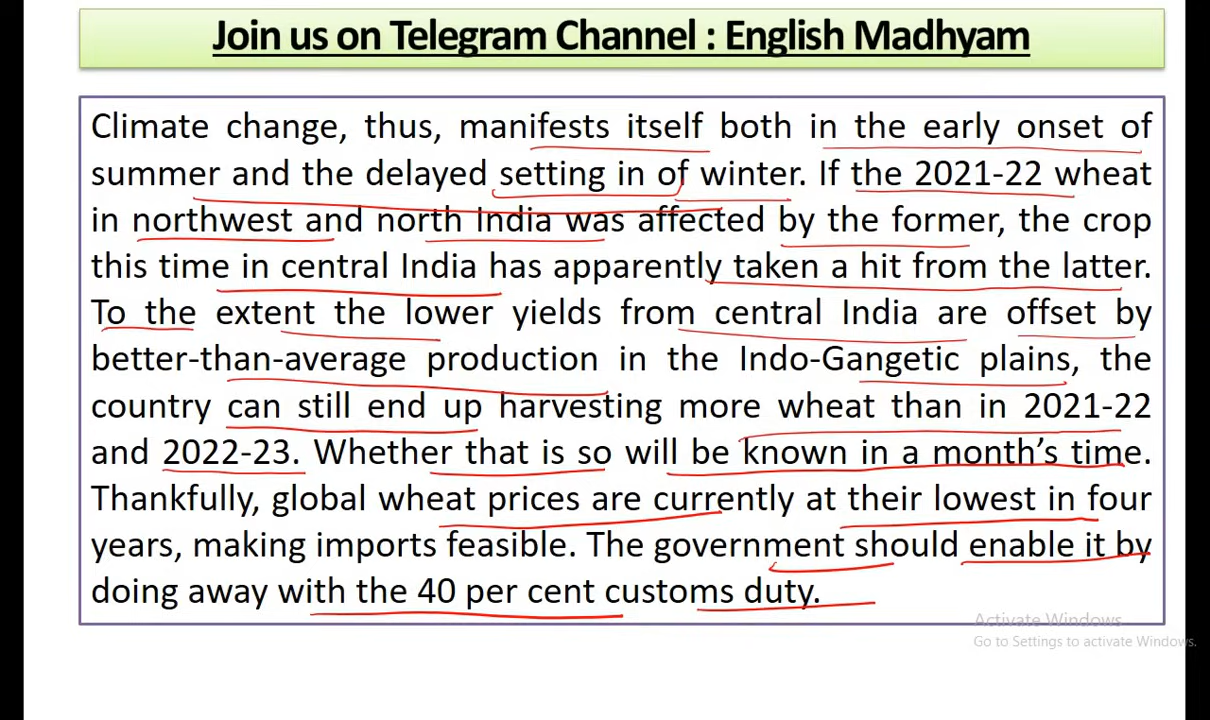 Join us on Telegram Channel : English Madhyam
Climate change, thus, manifests itself both in the early onset of
summer and the delayed setting in of winter. If the 2021-22 wheat
in northwest and north India was affected by the former, the crop
this time in central India has apparently taken a hit from the latter.
To the extent the lower yields from central India are offset by
better-than-average production in the Indo-Gangetic plains, the
country can still end up harvesting more wheat than in 2021-22
and 2022-23. Whether that is so will be known in a month’s time.
Thankfully, global wheat prices are currently at their lowest in four
years, making imports feasible. The government should enable it by
doing away with the 40 per cent customs duty.
Activate Windows
Go to Settings to activate Windows.